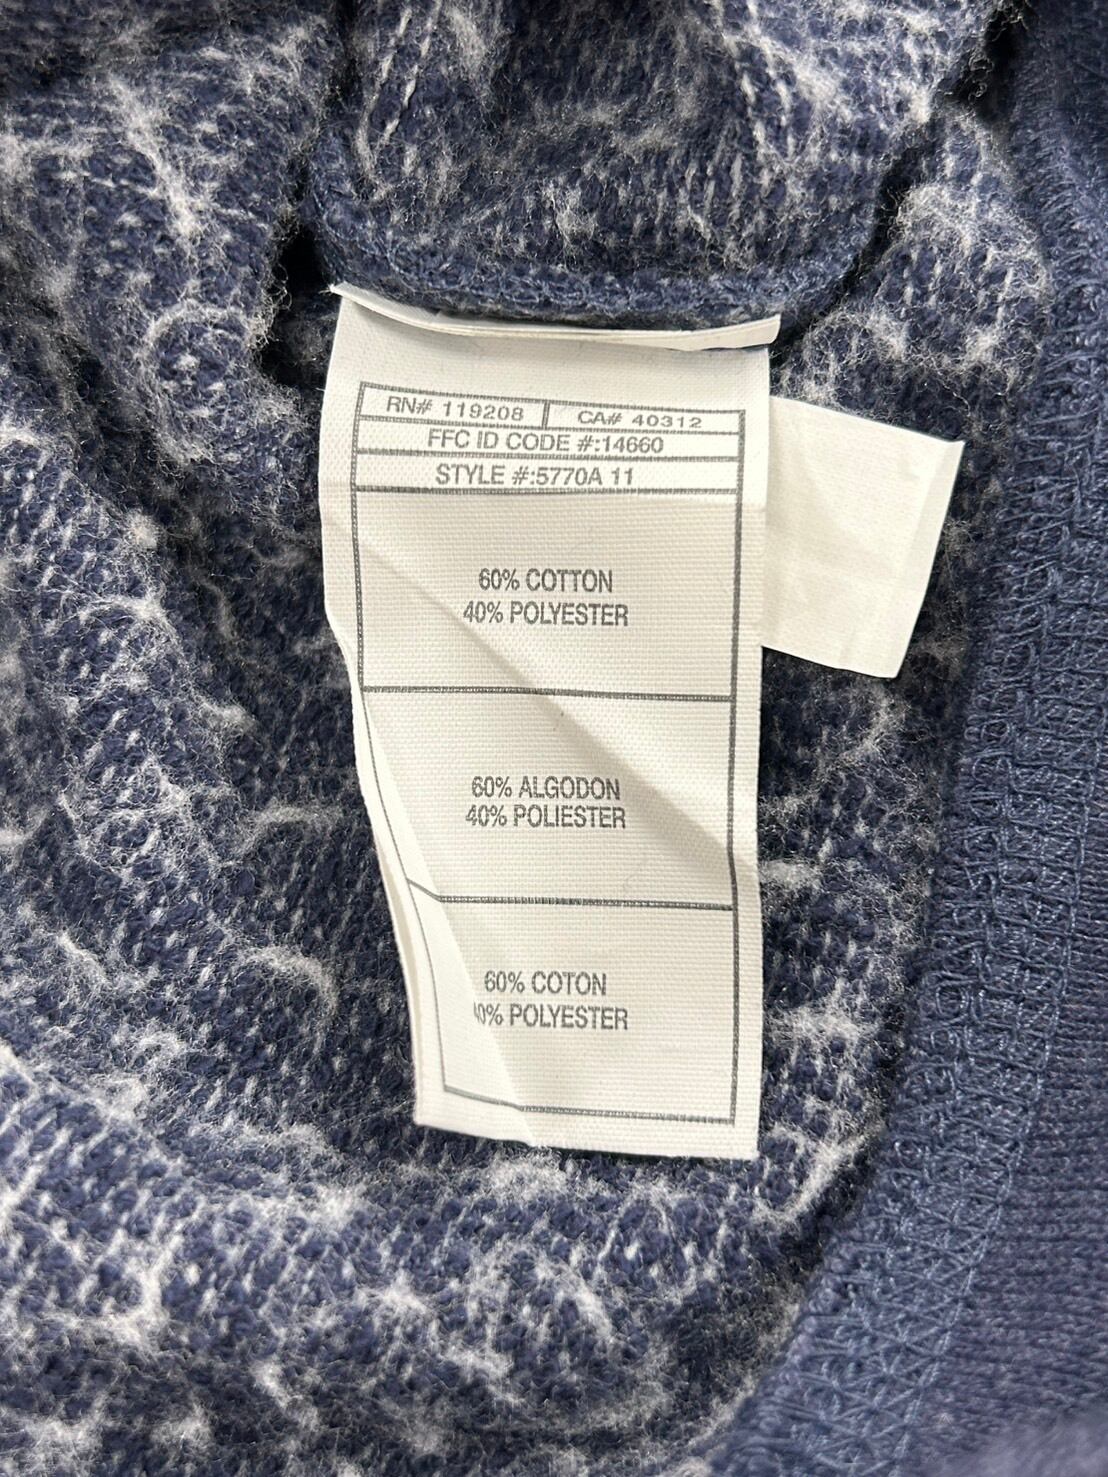 RN# 119208 CA# 40312
FFC ID CODE #:14660
STYLE #:5770A 11
60% COTTON
40% POLYESTER
60% ALGODON
40% POLIESTER
60% COTON
40% POLYESTER